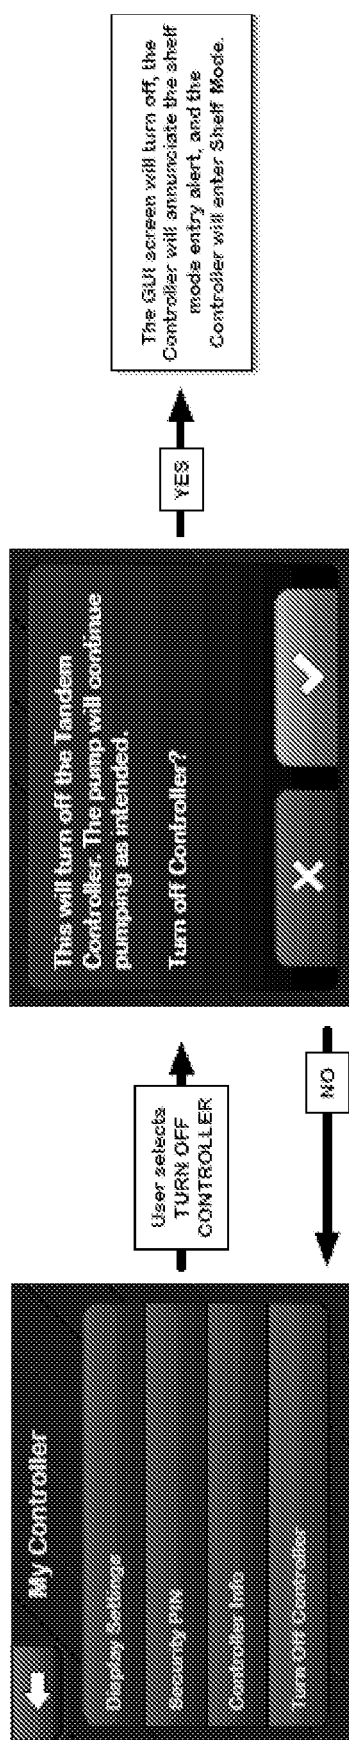 My Controller
Display Settings
Security PIN
Controller Info
Turn Off Controller
User selects
TURN OFF
CONTROLLER
NO
This will turn off the Tandem
Controller. The pump will continue
pumping as intended.
Turn off Controller?
YES
The GUI screen will turn off, the
Controller will annunciate the shelf
mode entry alert, and the
Controller will enter Shelf Mode.